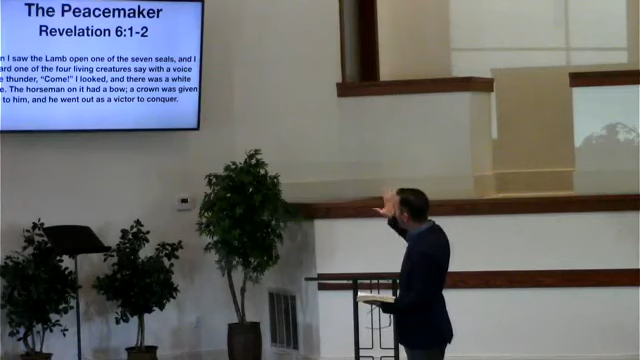 The Peacemaker
Revelation 6:1-2
n I saw the Lamb open one of the seven seals, and I
ard one of the four living creatures say with a voice
e thunder, “Come!” I looked, and there was a white
e. The horseman on it had a bow; a crown was given
to him, and he went out as a victor to conquer.